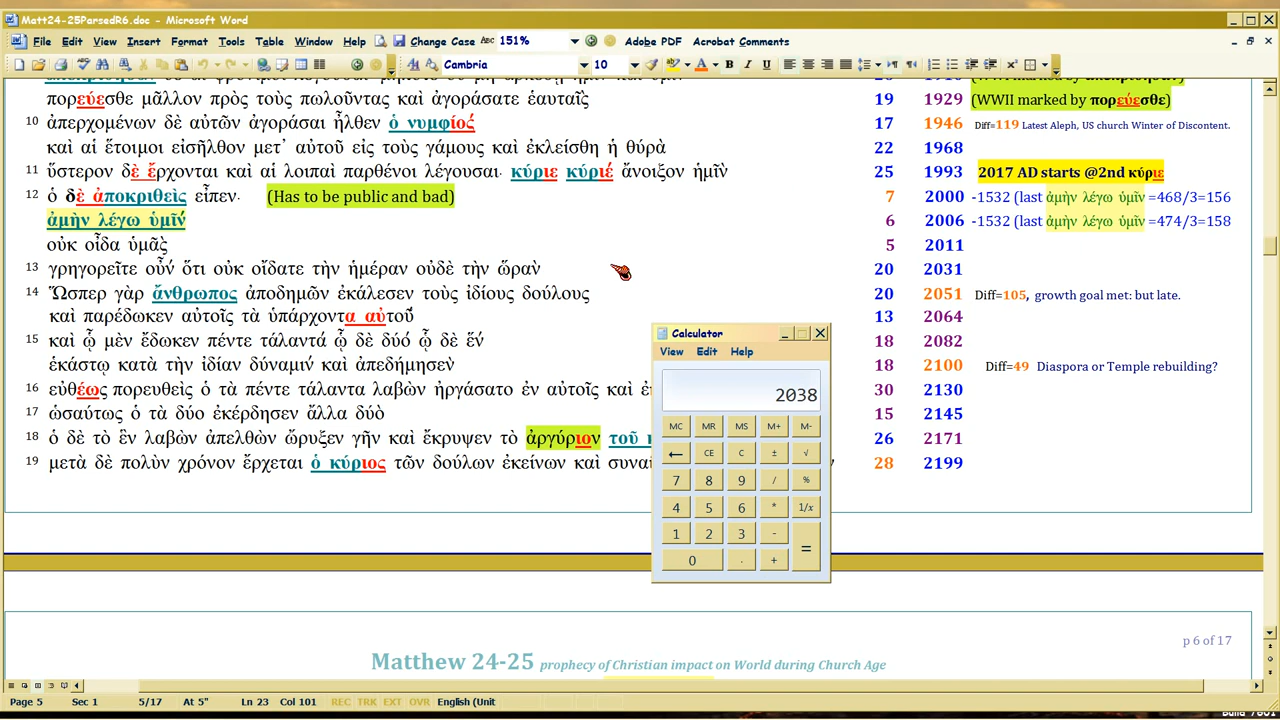 Matt24-25ParsedR6.doc - Microsoft Word
File Edit View Insert Format Tools Table Window Help Change Case ABC 151% Adobe PDF Acrobat Comments
Cambria 10 B I U
πορεύεσθε μᾶλλον πρὸς τοὺς πωλοῦντας καὶ ἀγοράσατε ἑαυταῖς 19 1929 (WWII marked by πορεύεσθε)
10 ἀπερχομένων δὲ αὐτῶν ἀγοράσαι ἦλθεν ὁ νυμφίος 17 1946 Diff=119 Latest Aleph, US church Winter of Discontent.
καὶ αἱ ἕτοιμοι εἰσῆλθον μετ᾽ αὐτοῦ εἰς τοὺς γάμους καὶ ἐκλείσθη ἡ θύρὰ 22 1968
11 ὕστερον δὲ ἔρχονται καὶ αἱ λοιπαὶ παρθένοι λέγουσαι· κύριε κύριέ ἄνοιξον ἡμῖν 25 1993 2017 AD starts @2nd κύριε
12 ὁ δὲ ἀποκριθεὶς εἶπεν· (Has to be public and bad) 7 2000 -1532 (last ἀμὴν λέγω ὑμῖν =468/3=156
ἀμὴν λέγω ὑμῖν 6 2006 -1532 (last ἀμὴν λέγω ὑμῖν =474/3=158
οὐκ οἶδα ὑμᾶς 5 2011
13 γρηγορεῖτε οὖν ὅτι οὐκ οἴδατε τὴν ἡμέραν οὐδὲ τὴν ὥραν 20 2031
14 Ὥσπερ γὰρ ἄνθρωπος ἀποδημῶν ἐκάλεσεν τοὺς ἰδίους δούλους 20 2051 Diff=105, growth goal met: but late.
καὶ παρέδωκεν αὐτοῖς τὰ ὑπάρχοντα αὐτοῦ 13 2064
15 καὶ ᾧ μὲν ἔδωκεν πέντε τάλαντά ᾧ δὲ δύό ᾧ δὲ ἕν 18 2082
ἑκάστῳ κατὰ τὴν ἰδίαν δύναμιν καὶ ἀπεδήμησεν 18 2100 Diff=49 Diaspora or Temple rebuilding?
16 εὐθέως πορευθεὶς ὁ τὰ πέντε τάλαντα λαβὼν ἠργάσατο ἐν αὐτοῖς καὶ 30 2130
17 ὡσαύτως ὁ τὰ δύο ἐκέρδησεν ἄλλα δύὸ 15 2145
18 ὁ δὲ τὸ ἓν λαβὼν ἀπελθὼν ὤρυξεν γῆν καὶ ἔκρυψεν τὸ ἀργύριον τοῦ 26 2171
19 μετὰ δὲ πολὺν χρόνον ἔρχεται ὁ κύριος τῶν δούλων ἐκείνων καὶ συναί 28 2199
Calculator
View Edit Help
2038
MC MR MS M+ M-
← CE C ± √
7 8 9 / %
4 5 6 * 1/x
1 2 3 - =
0 . +
p 6 of 17
Matthew 24-25 prophecy of Christian impact on World during Church Age
Page 5 Sec 1 5/17 At 5" Ln 23 Col 101 REC TRK EXT OVR English (Unit